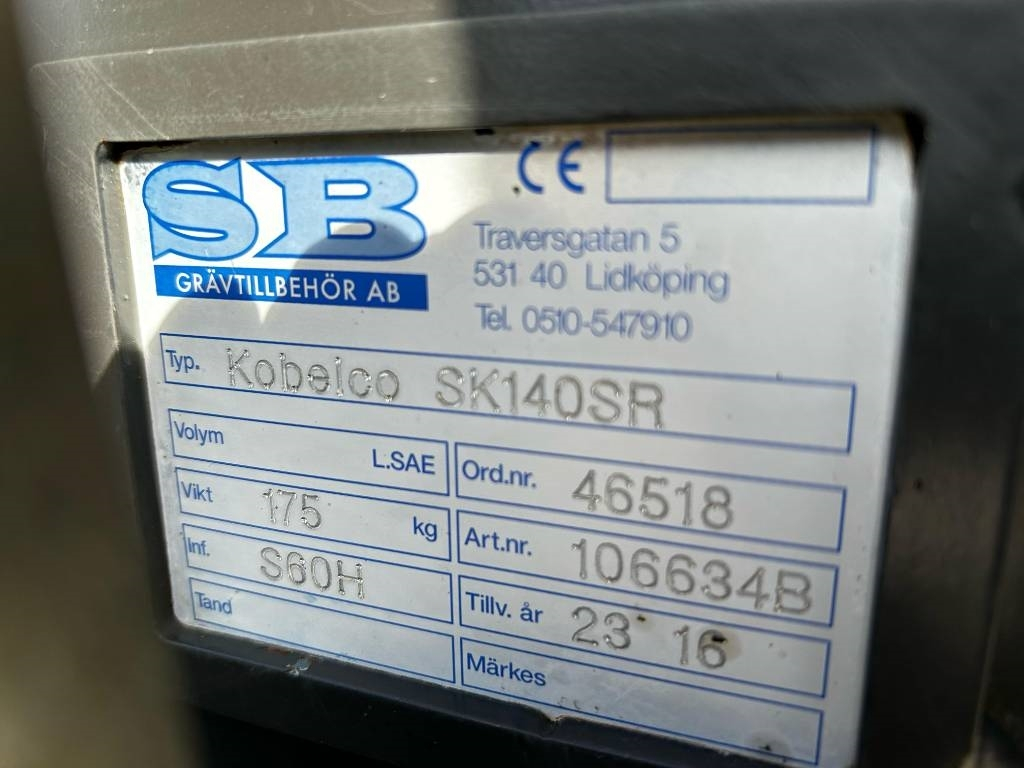 SB
GRÄVTILLBEHÖR AB
CE
Traversgatan 5
531 40 Lidköping
Tel. 0510-547910
Typ. Kobelco SK140SR
Volym L.SAE
Ord.nr. 46518
Vikt 175 kg
Art.nr. 106634B
Inf. S60H
Tillv. år 23 16
Tand
Märkes